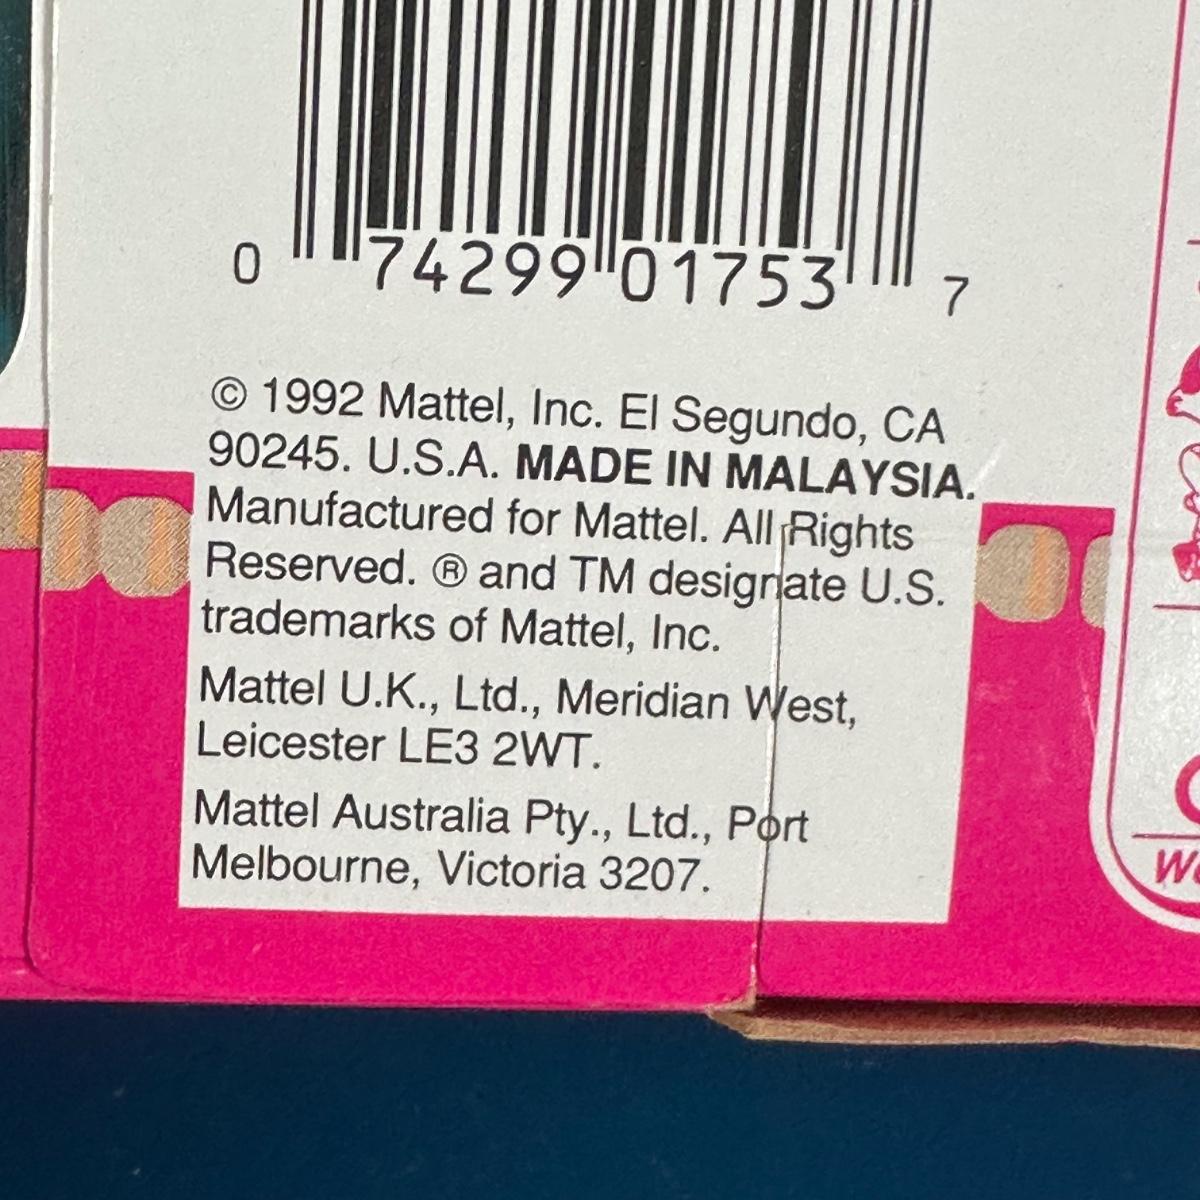 0 74299 01753 7
© 1992 Mattel, Inc. El Segundo, CA
90245. U.S.A. MADE IN MALAYSIA.
Manufactured for Mattel. All Rights
Reserved. ® and TM designate U.S.
trademarks of Mattel, Inc.
Mattel U.K., Ltd., Meridian West,
Leicester LE3 2WT.
Mattel Australia Pty., Ltd., Port
Melbourne, Victoria 3207.